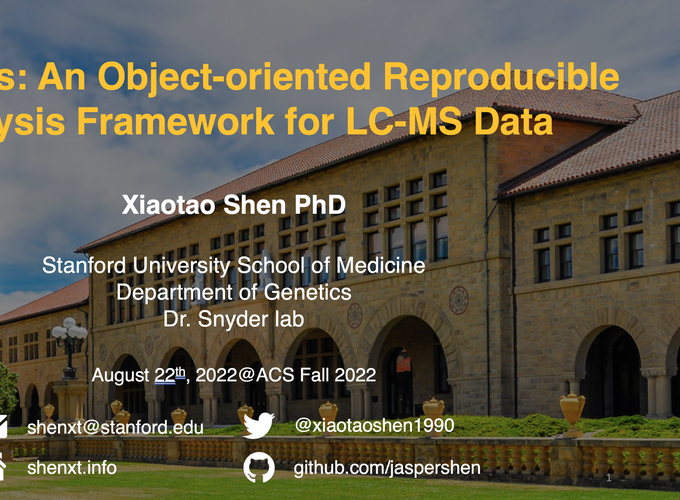 s: An Object-oriented Reproducible
ysis Framework for LC-MS Data
Xiaotao Shen PhD
Stanford University School of Medicine
Department of Genetics
Dr. Snyder lab
August 22th, 2022@ACS Fall 2022
shenxt@stanford.edu
@xiaotaoshen1990
shenxt.info
github.com/jaspershen
1